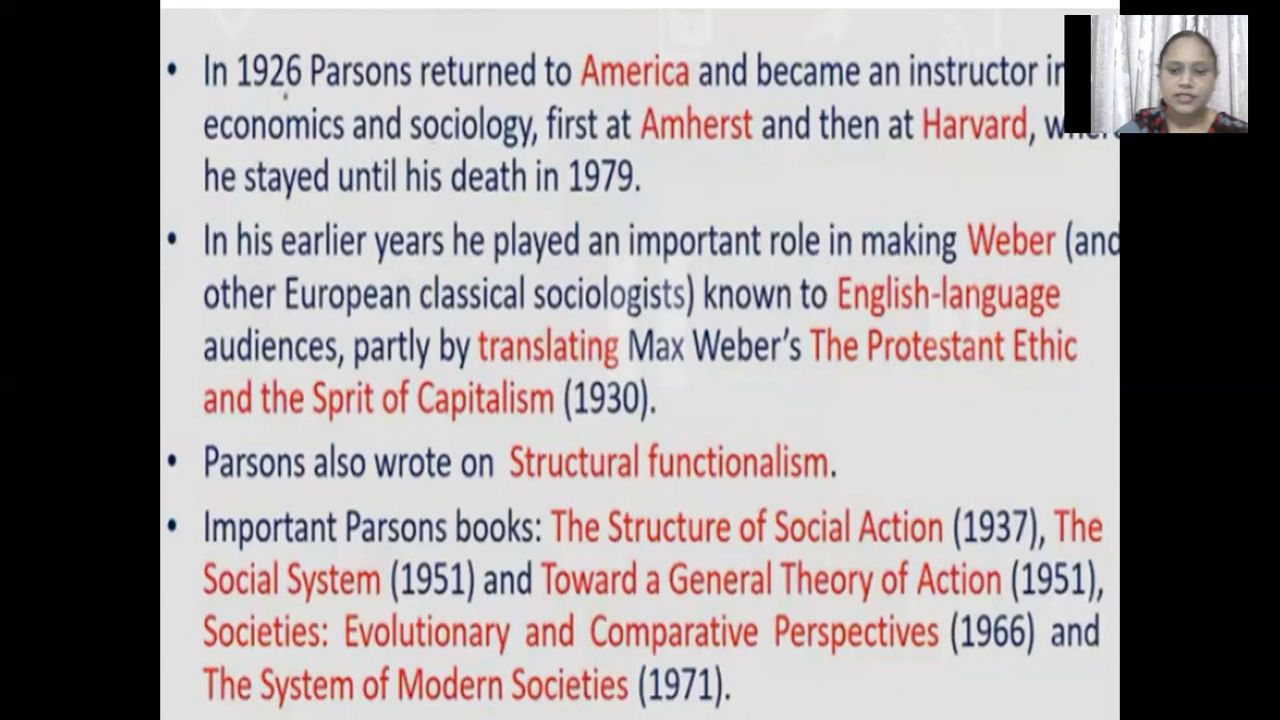 • In 1926 Parsons returned to America and became an instructor in
economics and sociology, first at Amherst and then at Harvard, where
he stayed until his death in 1979.
• In his earlier years he played an important role in making Weber (and
other European classical sociologists) known to English-language
audiences, partly by translating Max Weber's The Protestant Ethic
and the Sprit of Capitalism (1930).
• Parsons also wrote on Structural functionalism.
• Important Parsons books: The Structure of Social Action (1937), The
Social System (1951) and Toward a General Theory of Action (1951),
Societies: Evolutionary and Comparative Perspectives (1966) and
The System of Modern Societies (1971).